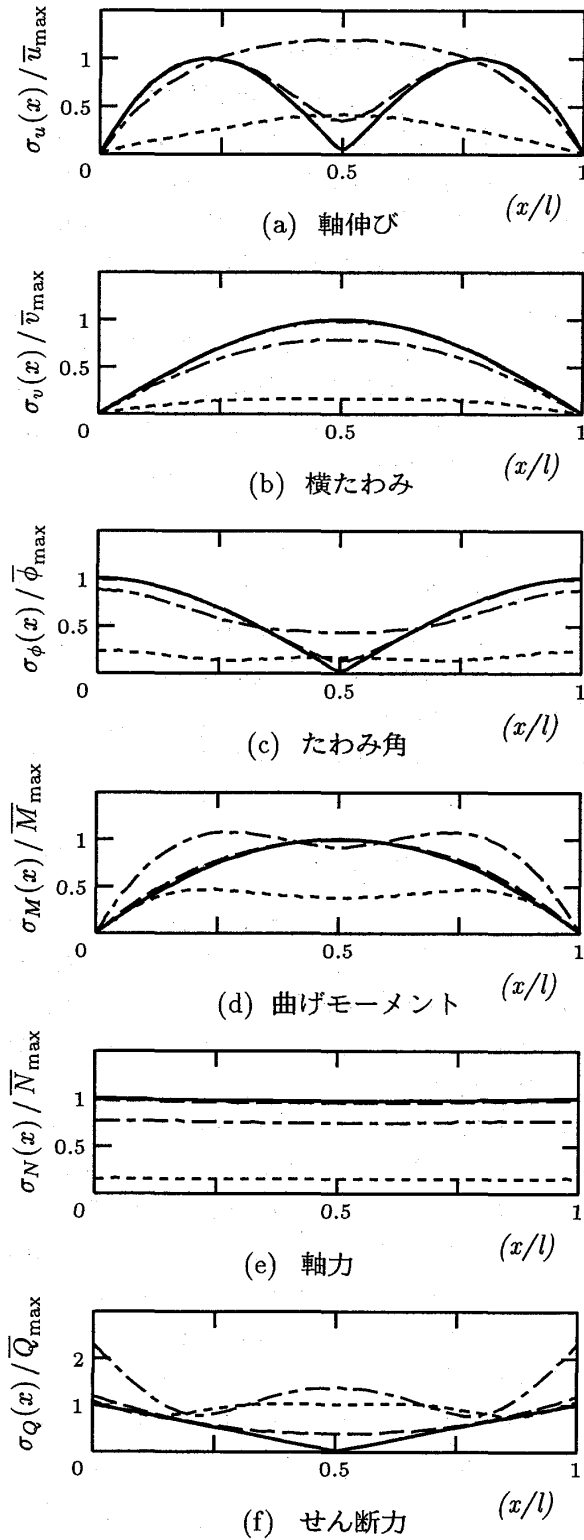 σ_u(x) / u̅_max
1
0.5
0
0.5
1
(x/l)
(a) 軸伸び
σ_v(x) / v̅_max
1
0.5
0
0.5
1
(x/l)
(b) 横たわみ
σ_ϕ(x) / ϕ̅_max
1
0.5
0
0.5
1
(x/l)
(c) たわみ角
σ_M(x) / M̅_max
1
0.5
0
0.5
1
(x/l)
(d) 曲げモーメント
σ_N(x) / N̅_max
1
0.5
0
0.5
1
(x/l)
(e) 軸力
σ_Q(x) / Q̅_max
2
1
0
0.5
1
(x/l)
(f) せん断力